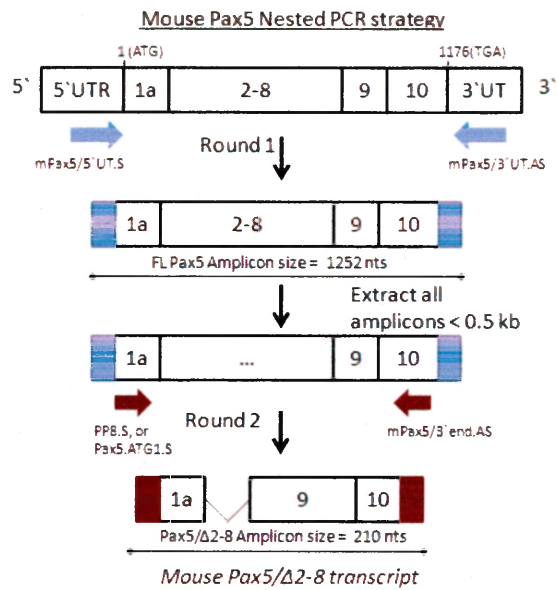 Mouse Pax5 Nested PCR strategy
1 (ATG) 1176(TGA)
5` 5`UTR 1a 2-8 9 10 3`UT 3`
mPax5/5`UT.S Round 1 mPax5/3`UT.AS
1a 2-8 9 10
FL Pax5 Amplicon size = 1252 nts
Extract all
amplicons < 0.5 kb
1a ... 9 10
PP8.S, or
Pax5.ATG1.S
Round 2
mPax5/3`end.AS
1a 9 10
Pax5/Δ2-8 Amplicon size = 210 nts
Mouse Pax5/Δ2-8 transcript